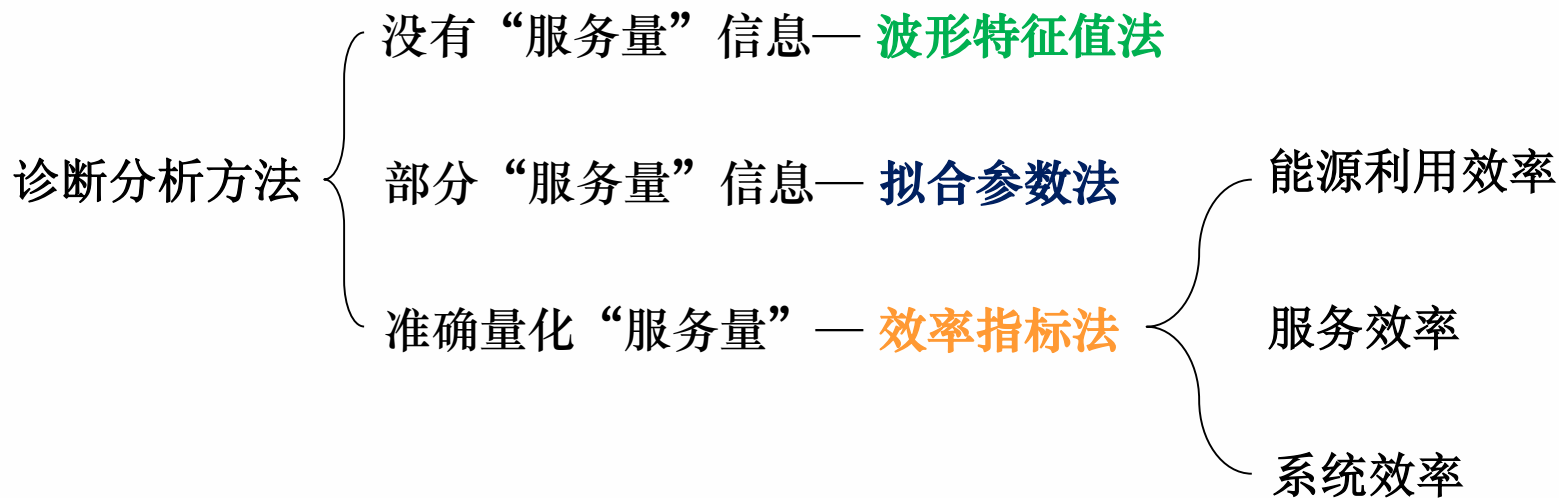 诊断分析方法
没有“服务量”信息— 波形特征值法
部分“服务量”信息— 拟合参数法
准确量化“服务量”— 效率指标法
能源利用效率
服务效率
系统效率